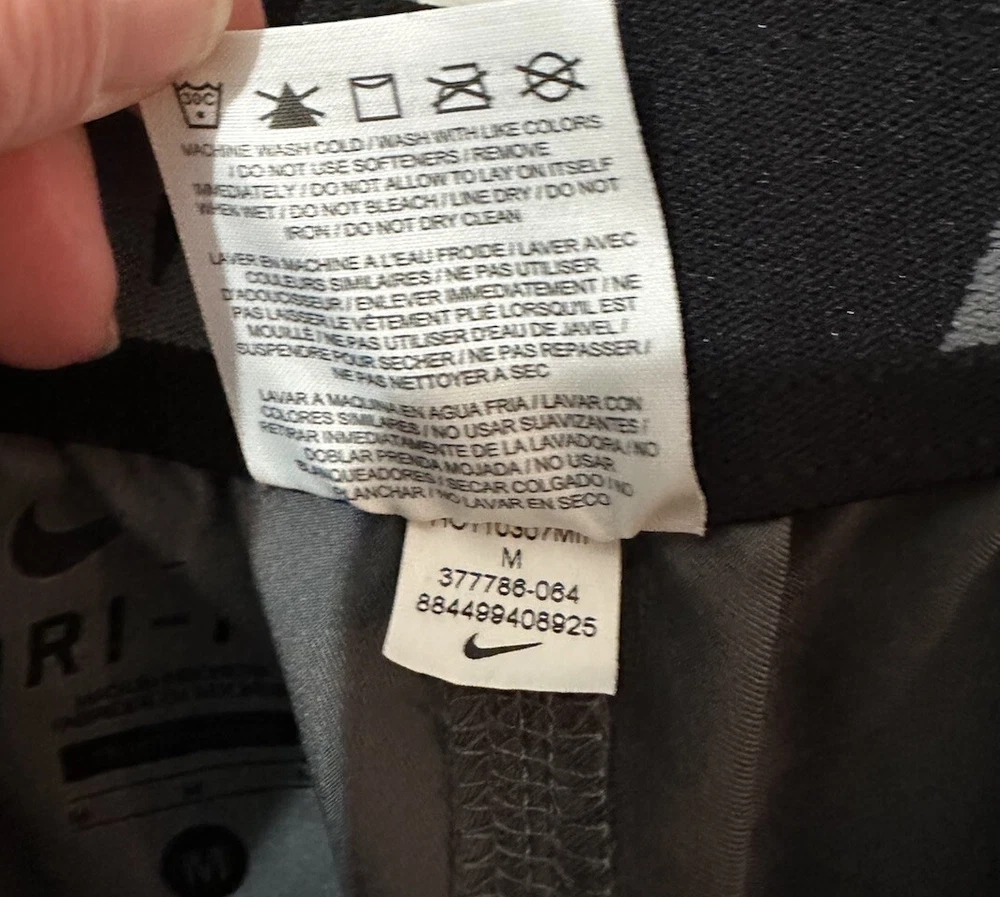 30C
MACHINE WASH COLD / WASH WITH LIKE COLORS
/ DO NOT USE SOFTENERS / REMOVE
IMMEDIATELY / DO NOT ALLOW TO LAY ON ITSELF
WHEN WET / DO NOT BLEACH / LINE DRY / DO NOT
IRON / DO NOT DRY CLEAN
LAVER EN MACHINE A L'EAU FROIDE / LAVER AVEC
COULEURS SIMILAIRES / NE PAS UTILISER
D'ADOUCISSEUR / ENLEVER IMMEDIATEMENT / NE
PAS LAISSER LE VÊTEMENT PLIÉ LORSQU'IL EST
MOUILLÉ / NE PAS UTILISER D'EAU DE JAVEL /
SUSPENDRE POUR SECHER / NE PAS REPASSER /
NE PAS NETTOYER A SEC
LAVAR A MAQUINA EN AGUA FRIA / LAVAR CON
COLORES SIMILARES / NO USAR SUAVIZANTES /
RETIRAR INMEDIATAMENTE DE LA LAVADORA / NO
DOBLAR PRENDA MOJADA / NO USAR
BLANQUEADORES / SECAR COLGADO / NO
PLANCHAR / NO LAVAR EN SECO
M
377786-064
884499408925
DRI-
M